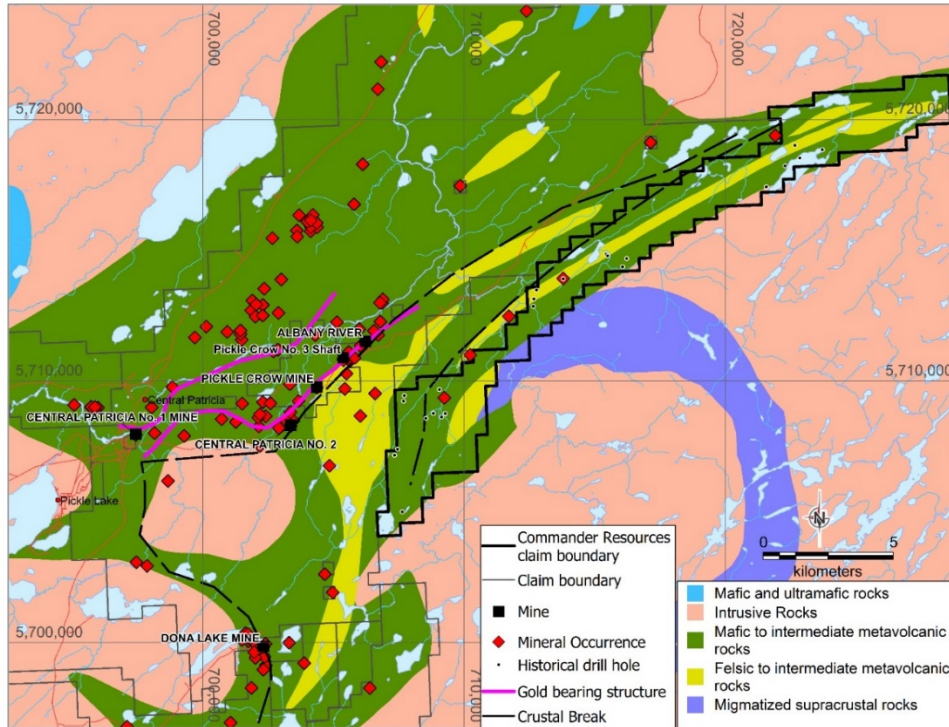 700,000
710,000
720,000
5,720,000
5,720,000
ALBANY RIVER
Pickle Crow No. 3 Shaft
5,710,000
PICKLE CROW MINE
5,710,000
Central Patricia
CENTRAL PATRICIA No. 1 MINE
CENTRAL PATRICIA NO. 2
Pickle Lake
N
0
5
kilometers
5,700,000
DONA LAKE MINE
700,000
710,000
Commander Resources
claim boundary
Claim boundary
Mine
Mineral Occurrence
Historical drill hole
Gold bearing structure
Crustal Break
Mafic and ultramafic rocks
Intrusive Rocks
Mafic to intermediate metavolcanic
rocks
Felsic to intermediate metavolcanic
rocks
Migmatized supracrustal rocks